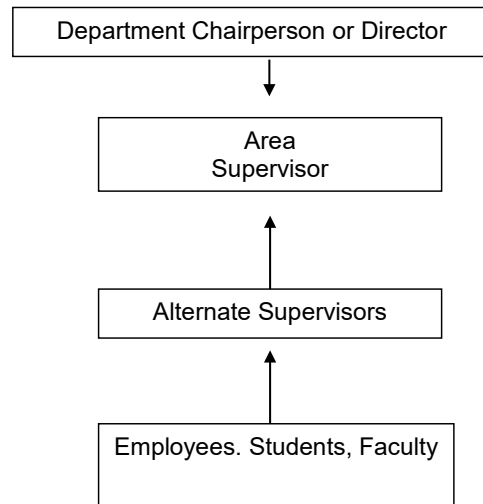 Department Chairperson or Director
Area
Supervisor
Alternate Supervisors
Employees. Students, Faculty